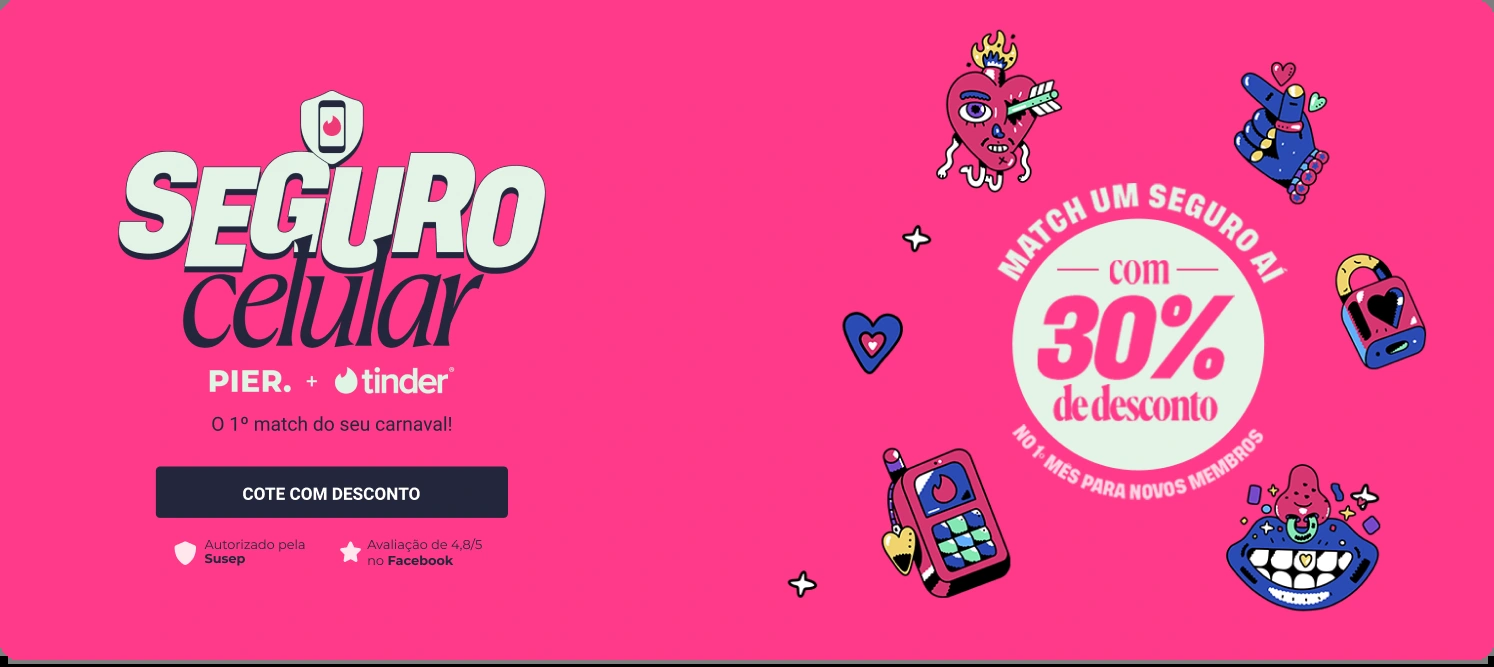 SEGURO
celular
PIER. + tinder®
O 1º match do seu carnaval!
COTE COM DESCONTO
Autorizado pela
Susep
Avaliação de 4,8/5
no Facebook
MATCH UM SEGURO AÍ
com
30%
de desconto
NO 1º MÊS PARA NOVOS MEMBROS